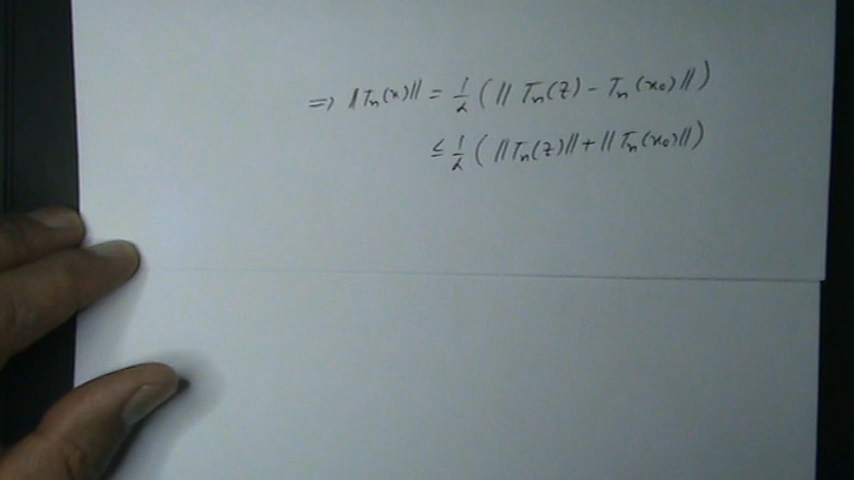 ⇒ ‖Tn(x)‖ = 1/λ (‖ Tn(z) - Tn(x0) ‖)
≤ 1/λ (‖Tn(z)‖ + ‖Tn(x0)‖)